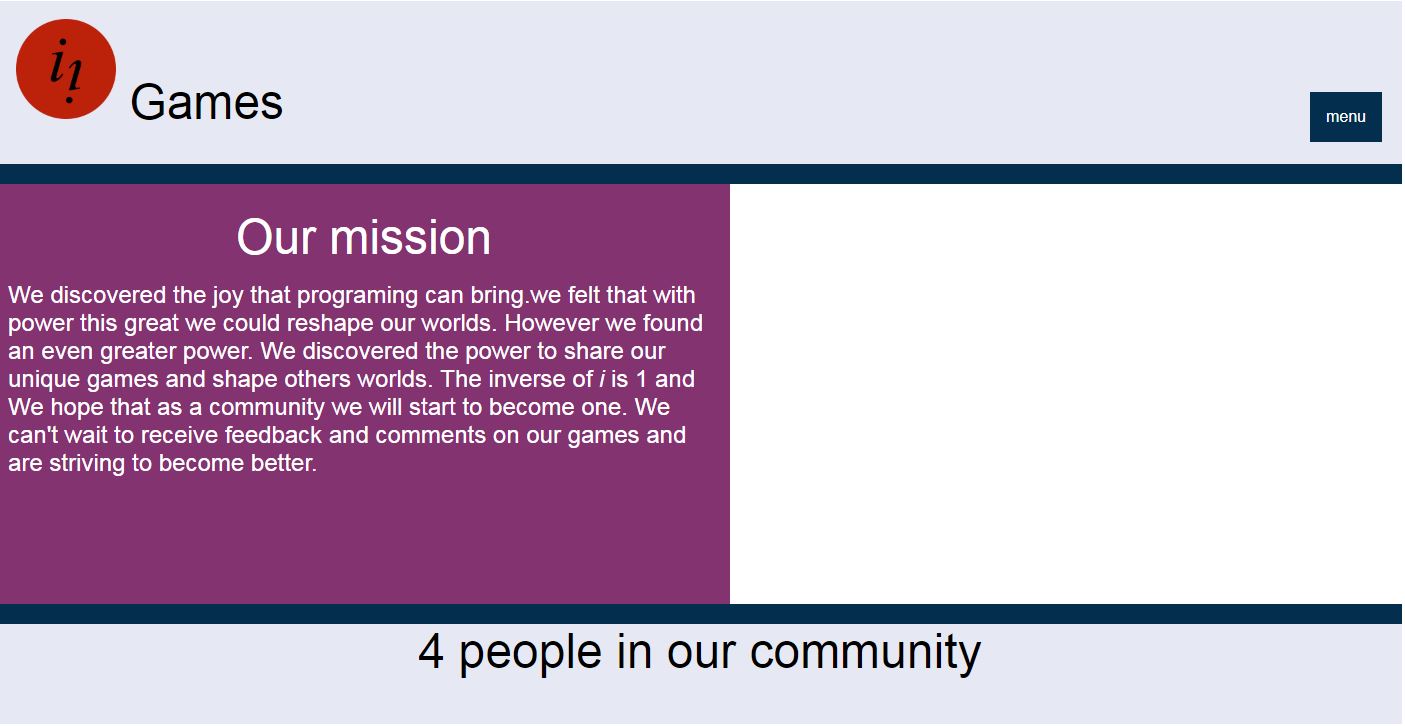 i¡ Games
menu
Our mission
We discovered the joy that programing can bring.we felt that with
power this great we could reshape our worlds. However we found
an even greater power. We discovered the power to share our
unique games and shape others worlds. The inverse of i is 1 and
We hope that as a community we will start to become one. We
can't wait to receive feedback and comments on our games and
are striving to become better.
4 people in our community